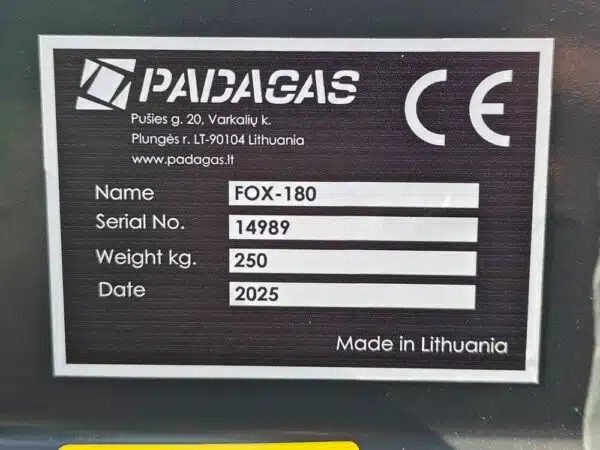 PADAGAS
CE
Pušies g. 20, Varkalių k.
Plungės r. LT-90104 Lithuania
www.padagas.lt
Name FOX-180
Serial No. 14989
Weight kg. 250
Date 2025
Made in Lithuania